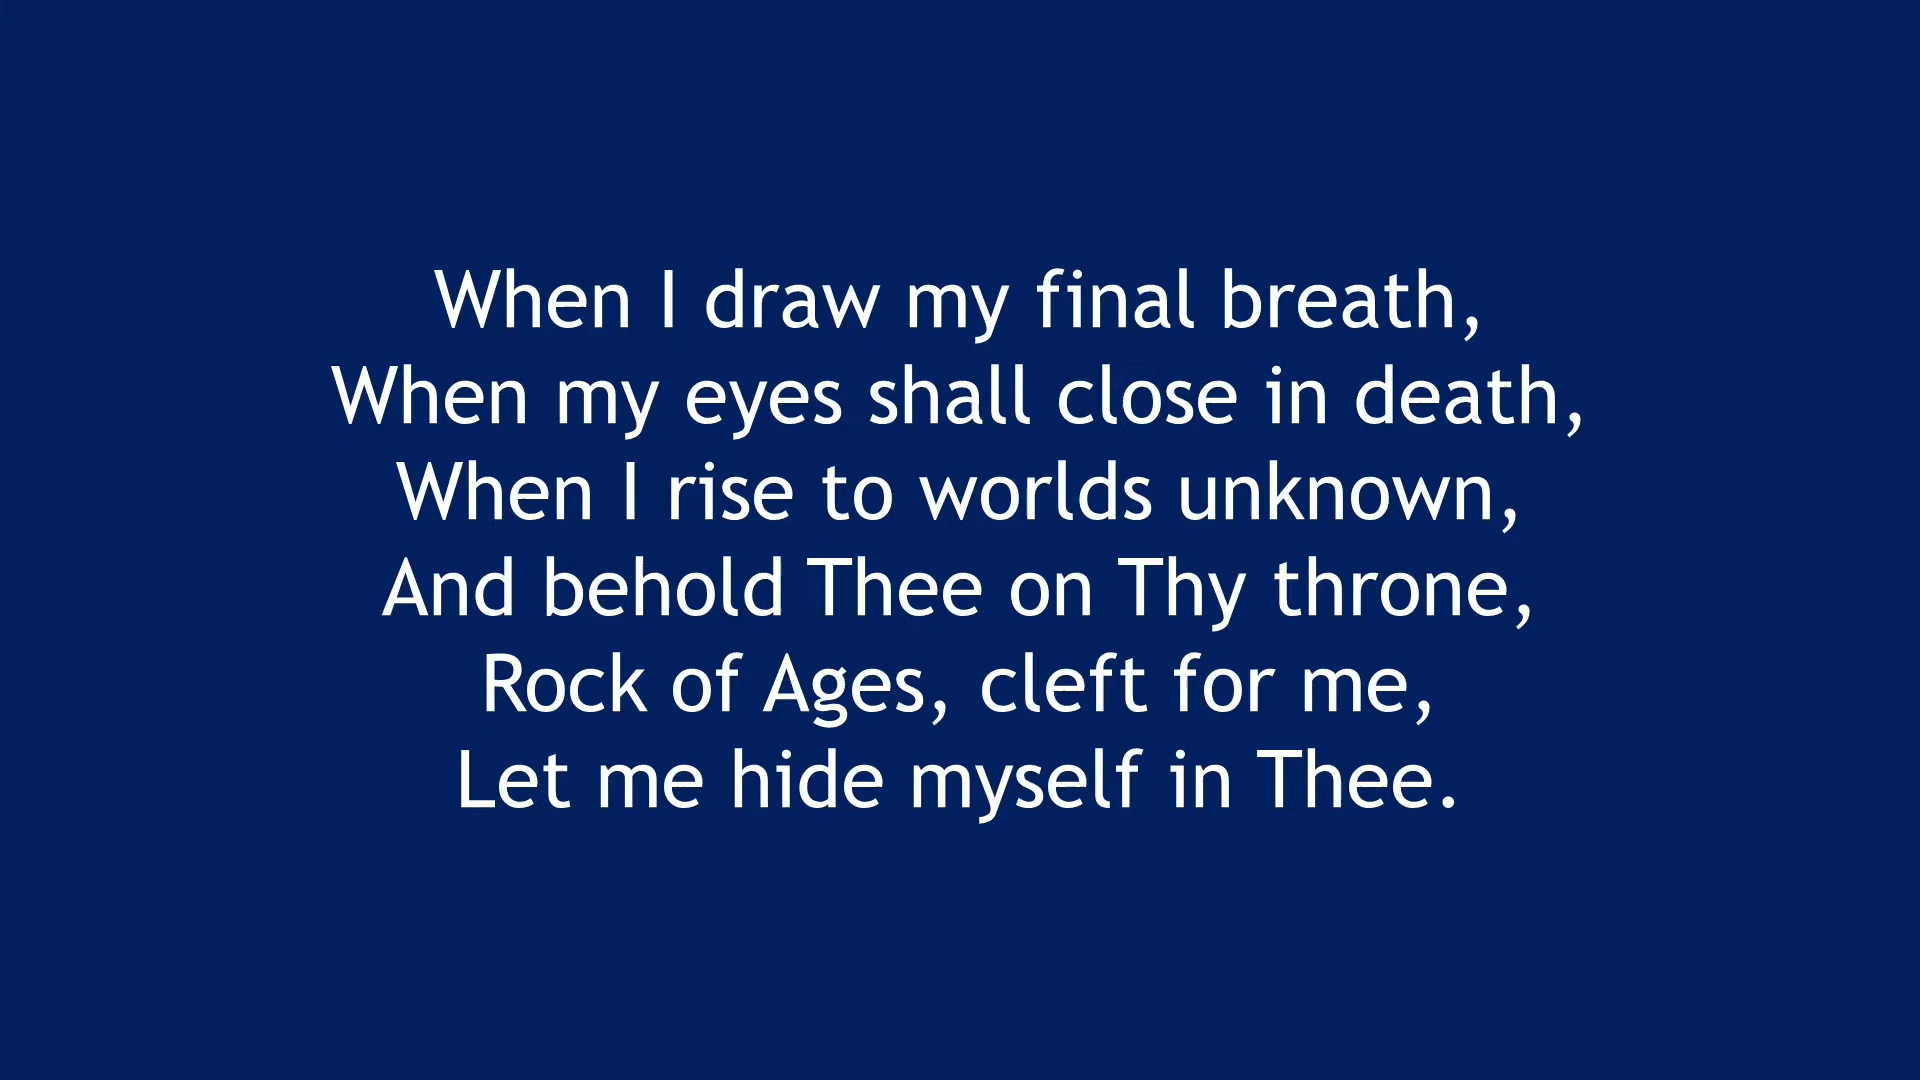 When I draw my final breath,
When my eyes shall close in death,
When I rise to worlds unknown,
And behold Thee on Thy throne,
Rock of Ages, cleft for me,
Let me hide myself in Thee.